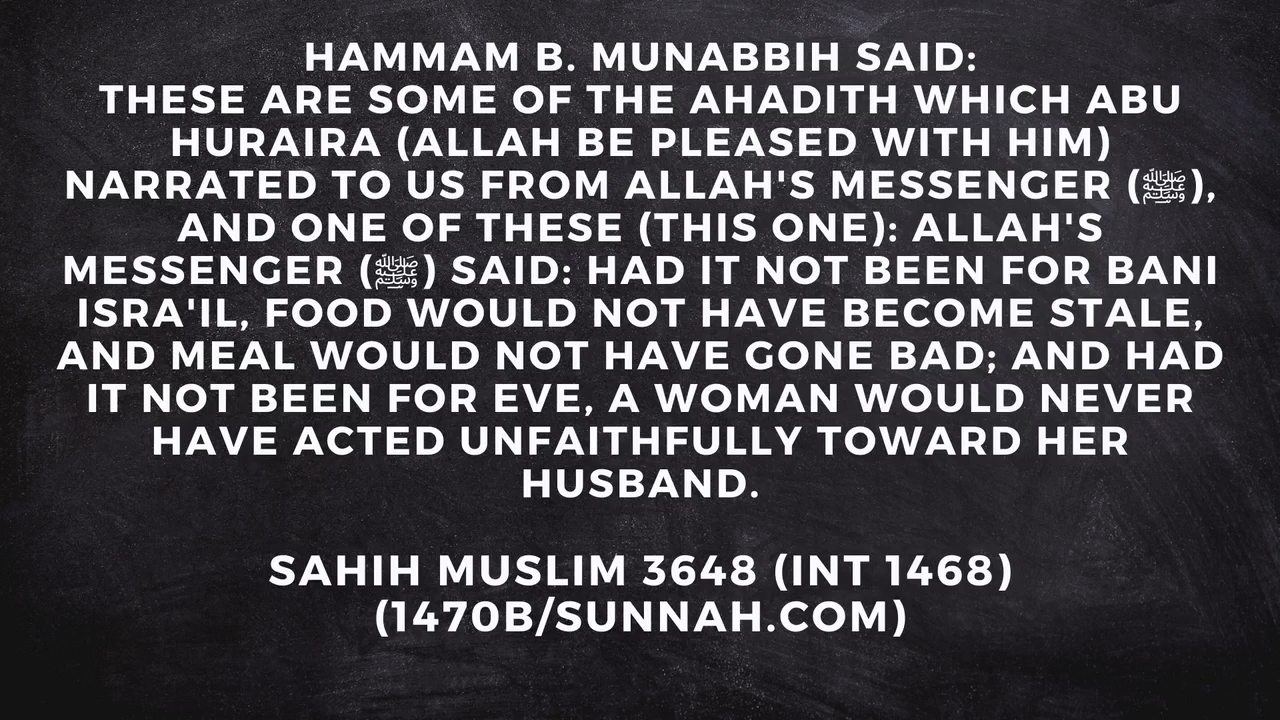 HAMMAM B. MUNABBIH SAID:
THESE ARE SOME OF THE AHADITH WHICH ABU
HURAIRA (ALLAH BE PLEASED WITH HIM)
NARRATED TO US FROM ALLAH'S MESSENGER (ﷺ),
AND ONE OF THESE (THIS ONE): ALLAH'S
MESSENGER (ﷺ) SAID: HAD IT NOT BEEN FOR BANI
ISRA'IL, FOOD WOULD NOT HAVE BECOME STALE,
AND MEAL WOULD NOT HAVE GONE BAD; AND HAD
IT NOT BEEN FOR EVE, A WOMAN WOULD NEVER
HAVE ACTED UNFAITHFULLY TOWARD HER
HUSBAND.
SAHIH MUSLIM 3648 (INT 1468)
(1470B/SUNNAH.COM)